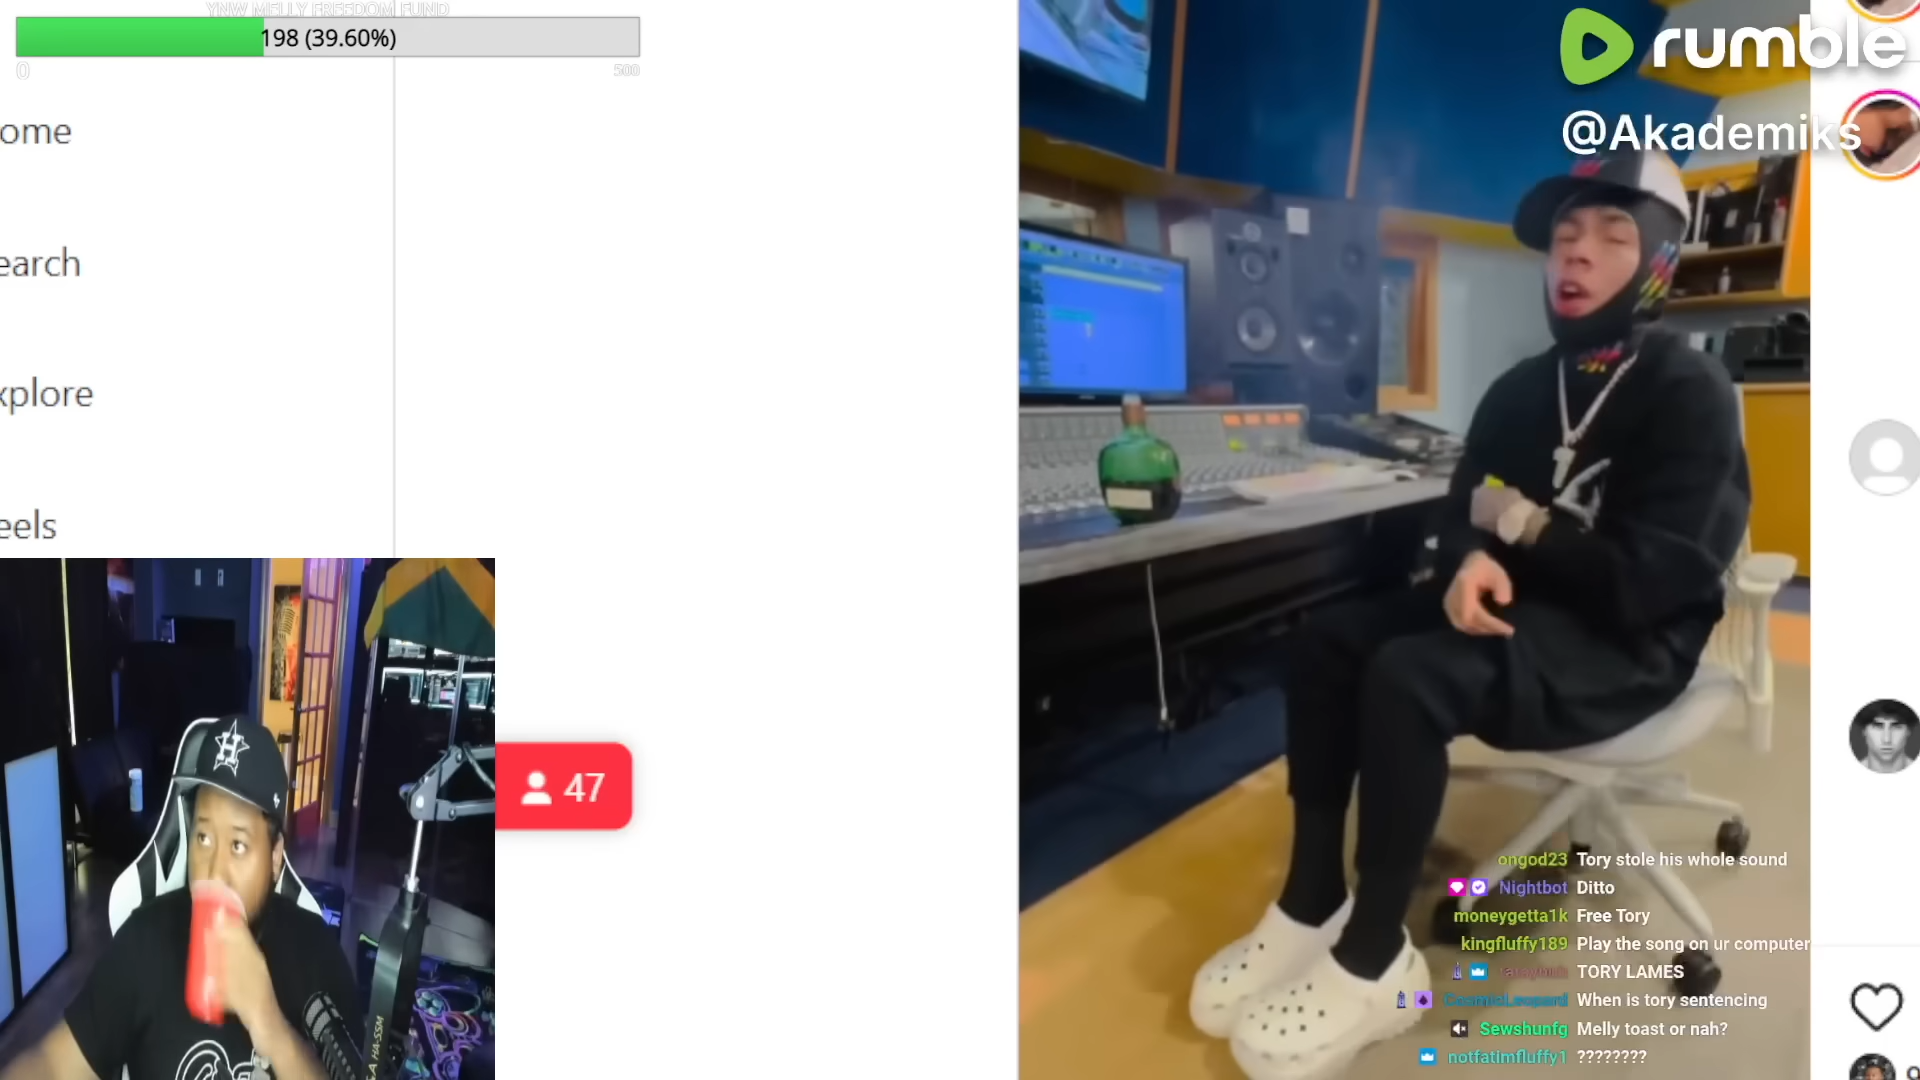 YNW MELLY FREEDOM FUND
198 (39.60%)
0
500
ome
earch
xplore
eels
rumble
@Akademiks
H
47
ongod23 Tory stole his whole sound
Nightbot Ditto
moneygetta1k Free Tory
kingfluffy189 Play the song on ur computer
TORY LAMES
CosmicLeopard When is tory sentencing
Sewshunfg Melly toast or nah?
notfatimfluffy1 ????????
9